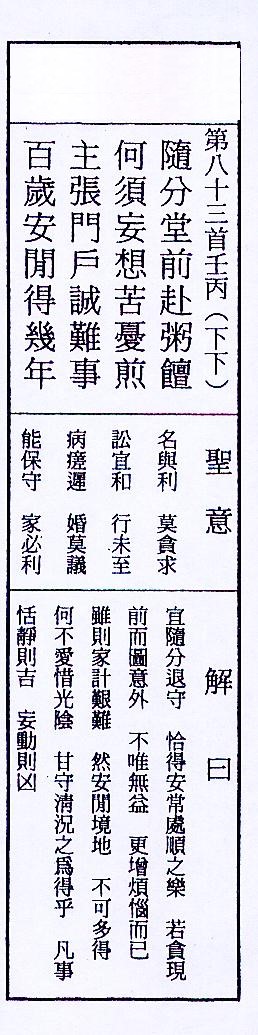 第八十三首壬丙(下下)
隨分堂前赴粥饘
何須妄想苦憂煎
主張門戶誠難事
百歲安閒得幾年
聖意
名與利 莫貪求
訟宜和 行未至
病瘥遲 婚莫議
能保守 家必利
解曰
宜隨分退守 恰得安常處順之樂 若貪現
前而圖意外 不唯無益 更增煩惱而已
雖則家計艱難 然安閒境地 不可多得
何不愛惜光陰 甘守清況之為得乎 凡事
恬靜則吉 妄動則凶